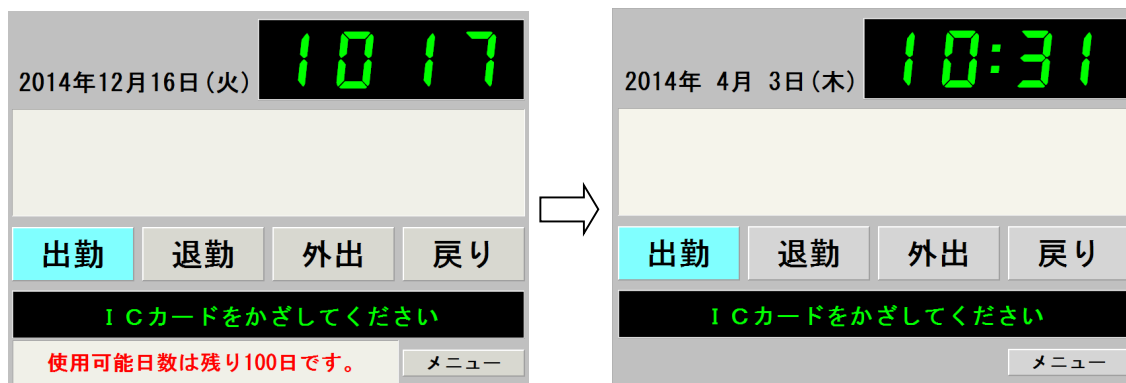 2014年12月16日(火)
10 17
出勤
退勤
外出
戻り
ICカードをかざしてください
使用可能日数は残り100日です。
メニュー
2014年 4月 3日(木)
10:31
出勤
退勤
外出
戻り
ICカードをかざしてください
メニュー